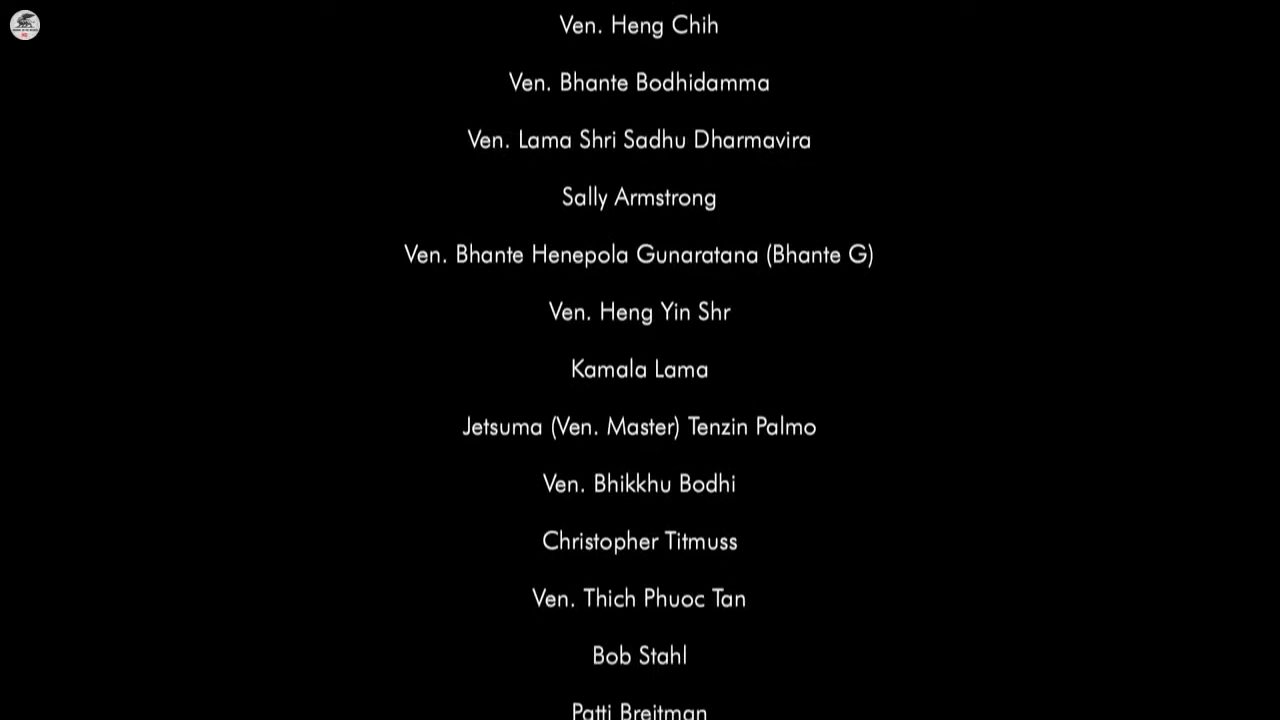 Ven. Heng Chih
Ven. Bhante Bodhidamma
Ven. Lama Shri Sadhu Dharmavira
Sally Armstrong
Ven. Bhante Henepola Gunaratana (Bhante G)
Ven. Heng Yin Shr
Kamala Lama
Jetsuma (Ven. Master) Tenzin Palmo
Ven. Bhikkhu Bodhi
Christopher Titmuss
Ven. Thich Phuoc Tan
Bob Stahl
Patti Breitman